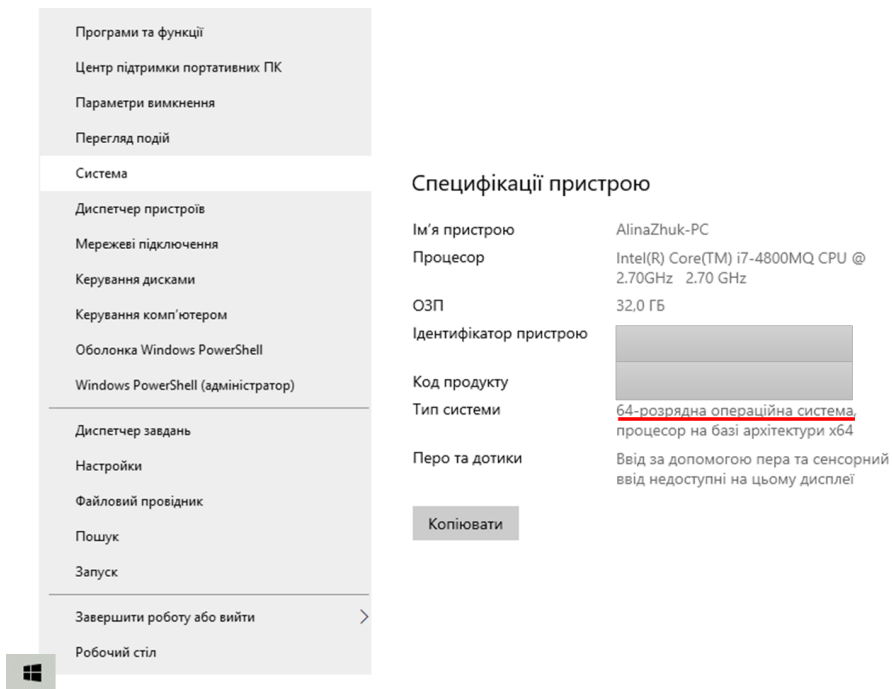 Програми та функції
Центр підтримки портативних ПК
Параметри вимкнення
Перегляд подій
Система
Диспетчер пристроїв
Мережеві підключення
Керування дисками
Керування комп'ютером
Оболонка Windows PowerShell
Windows PowerShell (адміністратор)
Диспетчер завдань
Настройки
Файловий провідник
Пошук
Запуск
Завершити роботу або вийти
Робочий стіл
Специфікації пристрою
Ім'я пристрою AlinaZhuk-PC
Процесор Intel(R) Core(TM) i7-4800MQ CPU @
2.70GHz 2.70 GHz
ОЗП 32,0 ГБ
Ідентифікатор пристрою
Код продукту
Тип системи 64-розрядна операційна система,
процесор на базі архітектури x64
Перо та дотики Ввід за допомогою пера та сенсорний
ввід недоступні на цьому дисплеї
Копіювати